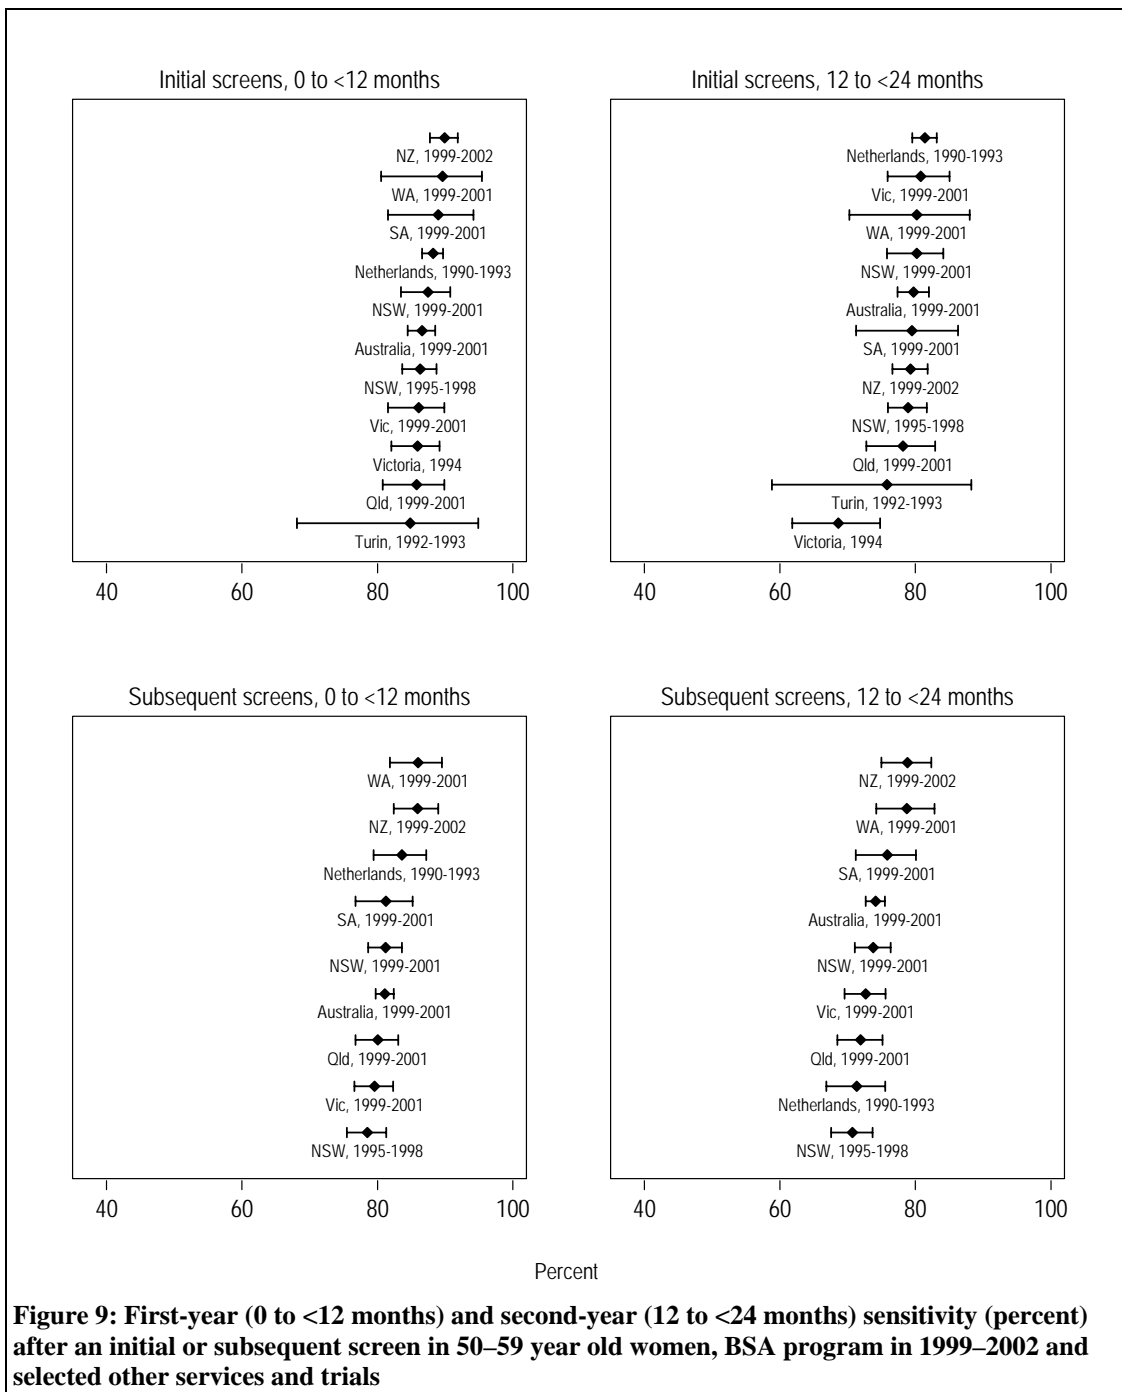 Initial screens, 0 to <12 months
NZ, 1999-2002
WA, 1999-2001
SA, 1999-2001
Netherlands, 1990-1993
NSW, 1999-2001
Australia, 1999-2001
NSW, 1995-1998
Vic, 1999-2001
Victoria, 1994
Qld, 1999-2001
Turin, 1992-1993
40 60 80 100
Initial screens, 12 to <24 months
Netherlands, 1990-1993
Vic, 1999-2001
WA, 1999-2001
NSW, 1999-2001
Australia, 1999-2001
SA, 1999-2001
NZ, 1999-2002
NSW, 1995-1998
Qld, 1999-2001
Turin, 1992-1993
Victoria, 1994
40 60 80 100
Subsequent screens, 0 to <12 months
WA, 1999-2001
NZ, 1999-2002
Netherlands, 1990-1993
SA, 1999-2001
NSW, 1999-2001
Australia, 1999-2001
Qld, 1999-2001
Vic, 1999-2001
NSW, 1995-1998
40 60 80 100
Subsequent screens, 12 to <24 months
NZ, 1999-2002
WA, 1999-2001
SA, 1999-2001
Australia, 1999-2001
NSW, 1999-2001
Vic, 1999-2001
Qld, 1999-2001
Netherlands, 1990-1993
NSW, 1995-1998
40 60 80 100
Percent
Figure 9: First-year (0 to <12 months) and second-year (12 to <24 months) sensitivity (percent)
after an initial or subsequent screen in 50–59 year old women, BSA program in 1999–2002 and
selected other services and trials